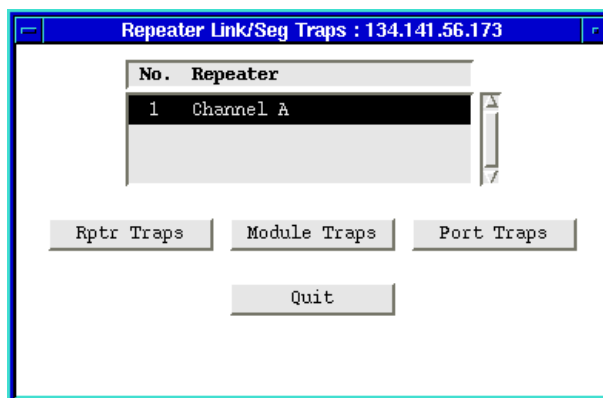 Repeater Link/Seg Traps : 134.141.56.173
No. Repeater
1 Channel A
Rptr Traps Module Traps Port Traps
Quit